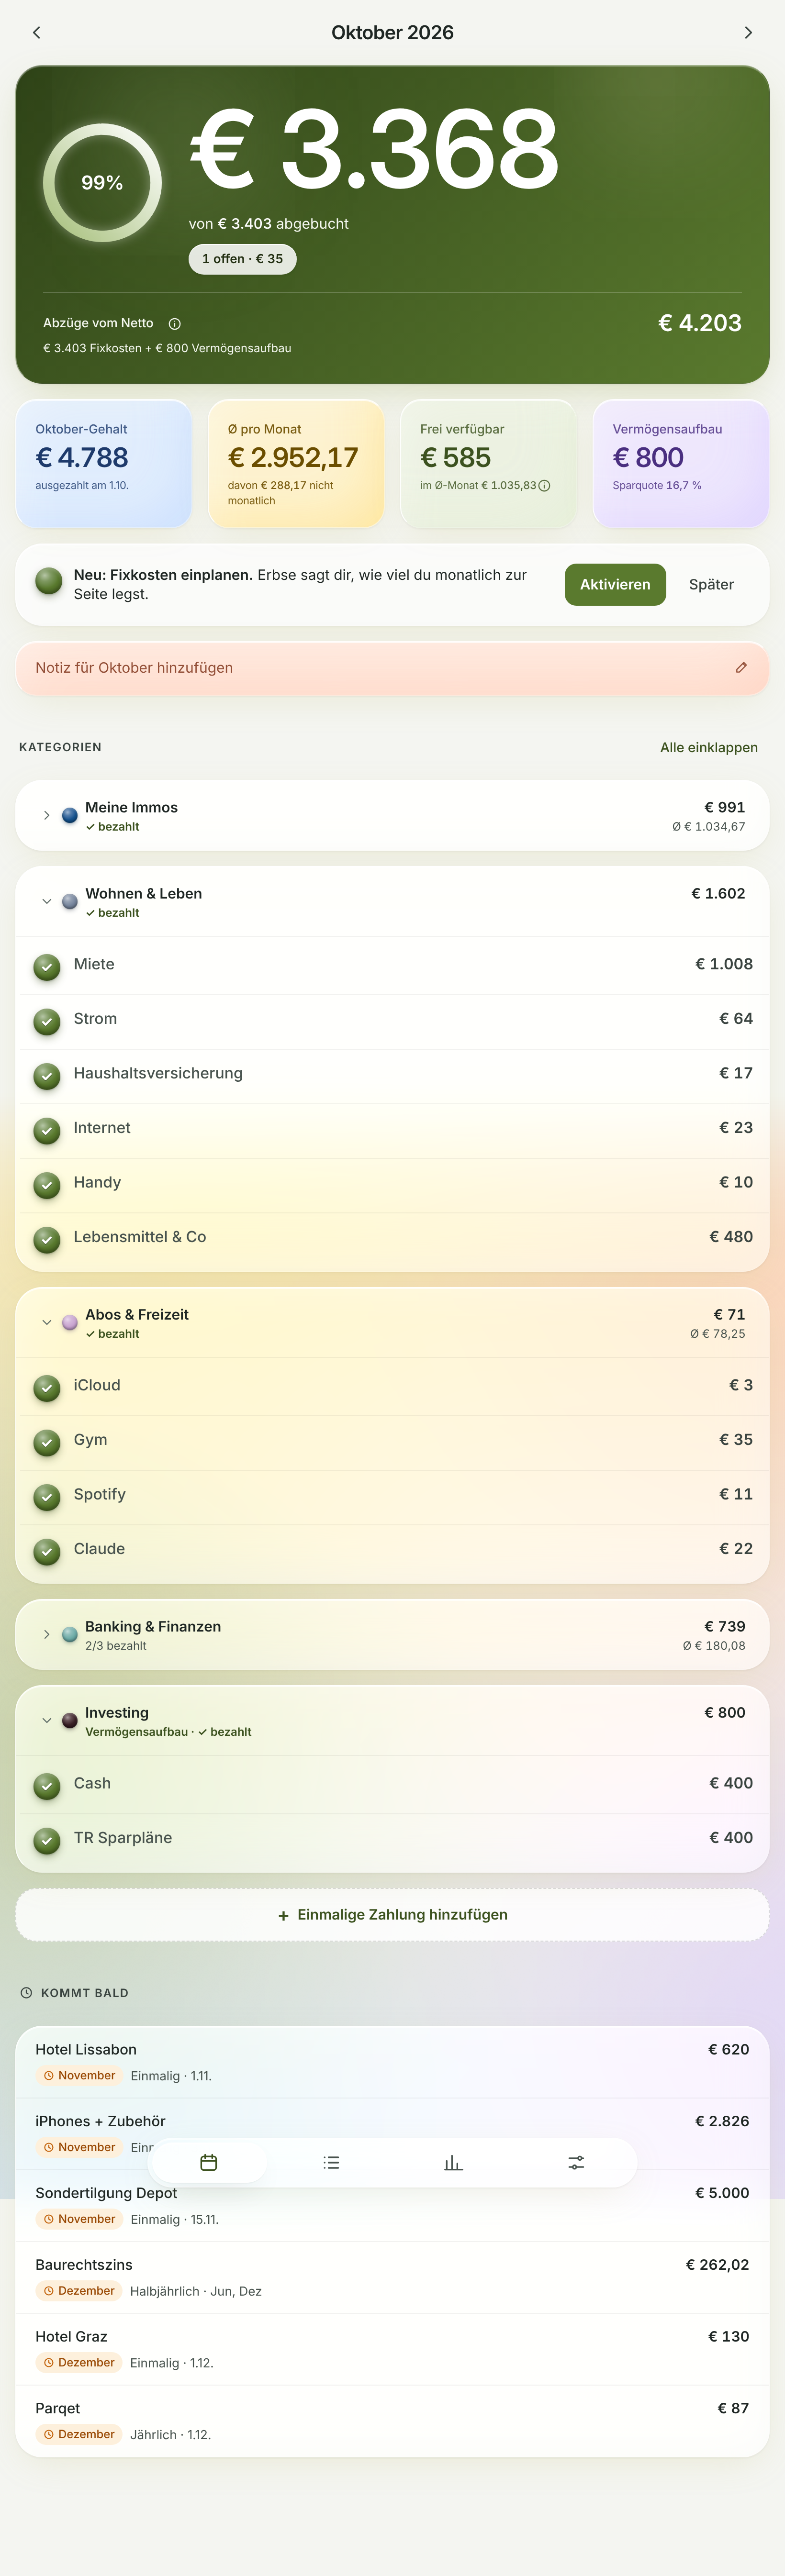 Oktober 2026
99%
€ 3.368
von € 3.403 abgebucht
1 offen · € 35
Abzüge vom Netto
€ 4.203
€ 3.403 Fixkosten + € 800 Vermögensaufbau
Oktober-Gehalt
€ 4.788
ausgezahlt am 1.10.
Ø pro Monat
€ 2.952,17
davon € 288,17 nicht
monatlich
Frei verfügbar
€ 585
im Ø-Monat € 1.035,83
Vermögensaufbau
€ 800
Sparquote 16,7 %
Neu: Fixkosten einplanen. Erbse sagt dir, wie viel du monatlich zur
Seite legst.
Aktivieren
Später
Notiz für Oktober hinzufügen
KATEGORIEN
Alle einklappen
Meine Immos
€ 991
✓ bezahlt
Ø € 1.034,67
Wohnen & Leben
€ 1.602
✓ bezahlt
Miete
€ 1.008
Strom
€ 64
Haushaltsversicherung
€ 17
Internet
€ 23
Handy
€ 10
Lebensmittel & Co
€ 480
Abos & Freizeit
€ 71
✓ bezahlt
Ø € 78,25
iCloud
€ 3
Gym
€ 35
Spotify
€ 11
Claude
€ 22
Banking & Finanzen
€ 739
2/3 bezahlt
Ø € 180,08
Investing
€ 800
Vermögensaufbau · ✓ bezahlt
Cash
€ 400
TR Sparpläne
€ 400
+ Einmalige Zahlung hinzufügen
KOMMT BALD
Hotel Lissabon
€ 620
November Einmalig · 1.11.
iPhones + Zubehör
€ 2.826
November
Sondertilgung Depot
€ 5.000
November Einmalig · 15.11.
Baurechtszins
€ 262,02
Dezember Halbjährlich · Jun, Dez
Hotel Graz
€ 130
Dezember Einmalig · 1.12.
Parqet
€ 87
Dezember Jährlich · 1.12.